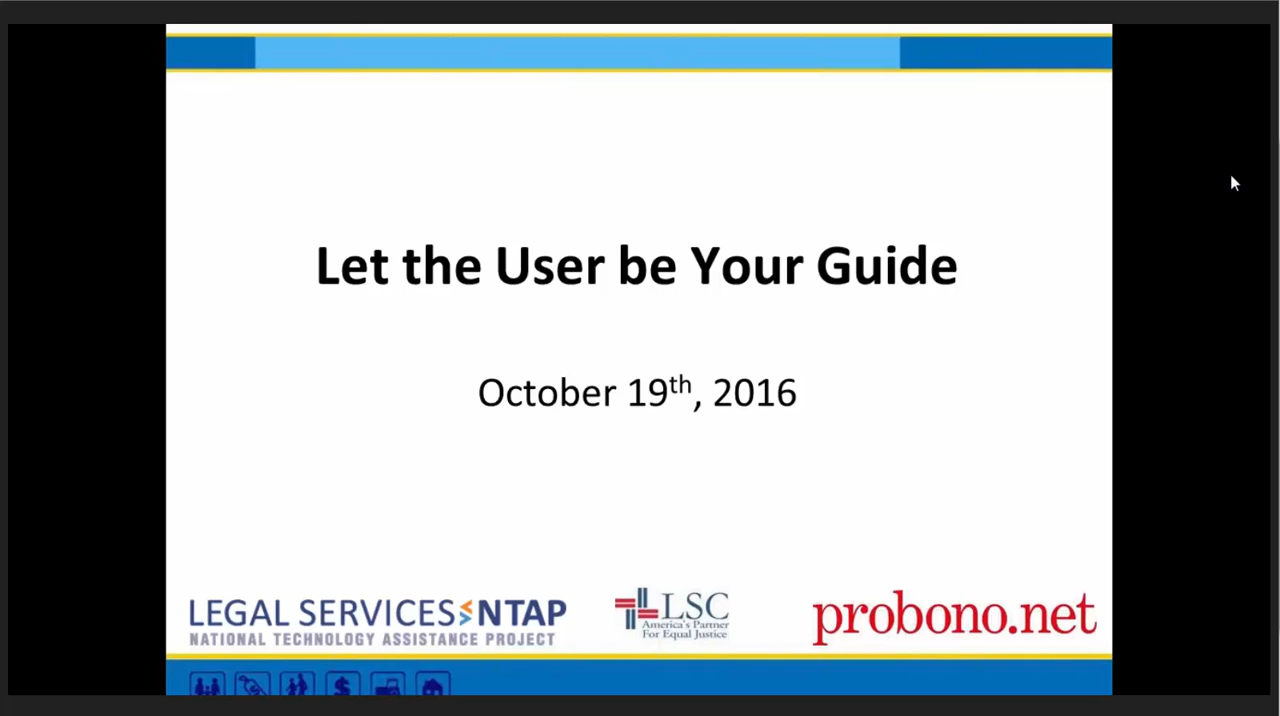 Let the User be Your Guide
October 19th, 2016
LEGAL SERVICES NTAP
NATIONAL TECHNOLOGY ASSISTANCE PROJECT
LSC
America's Partner
For Equal Justice
probono.net
$